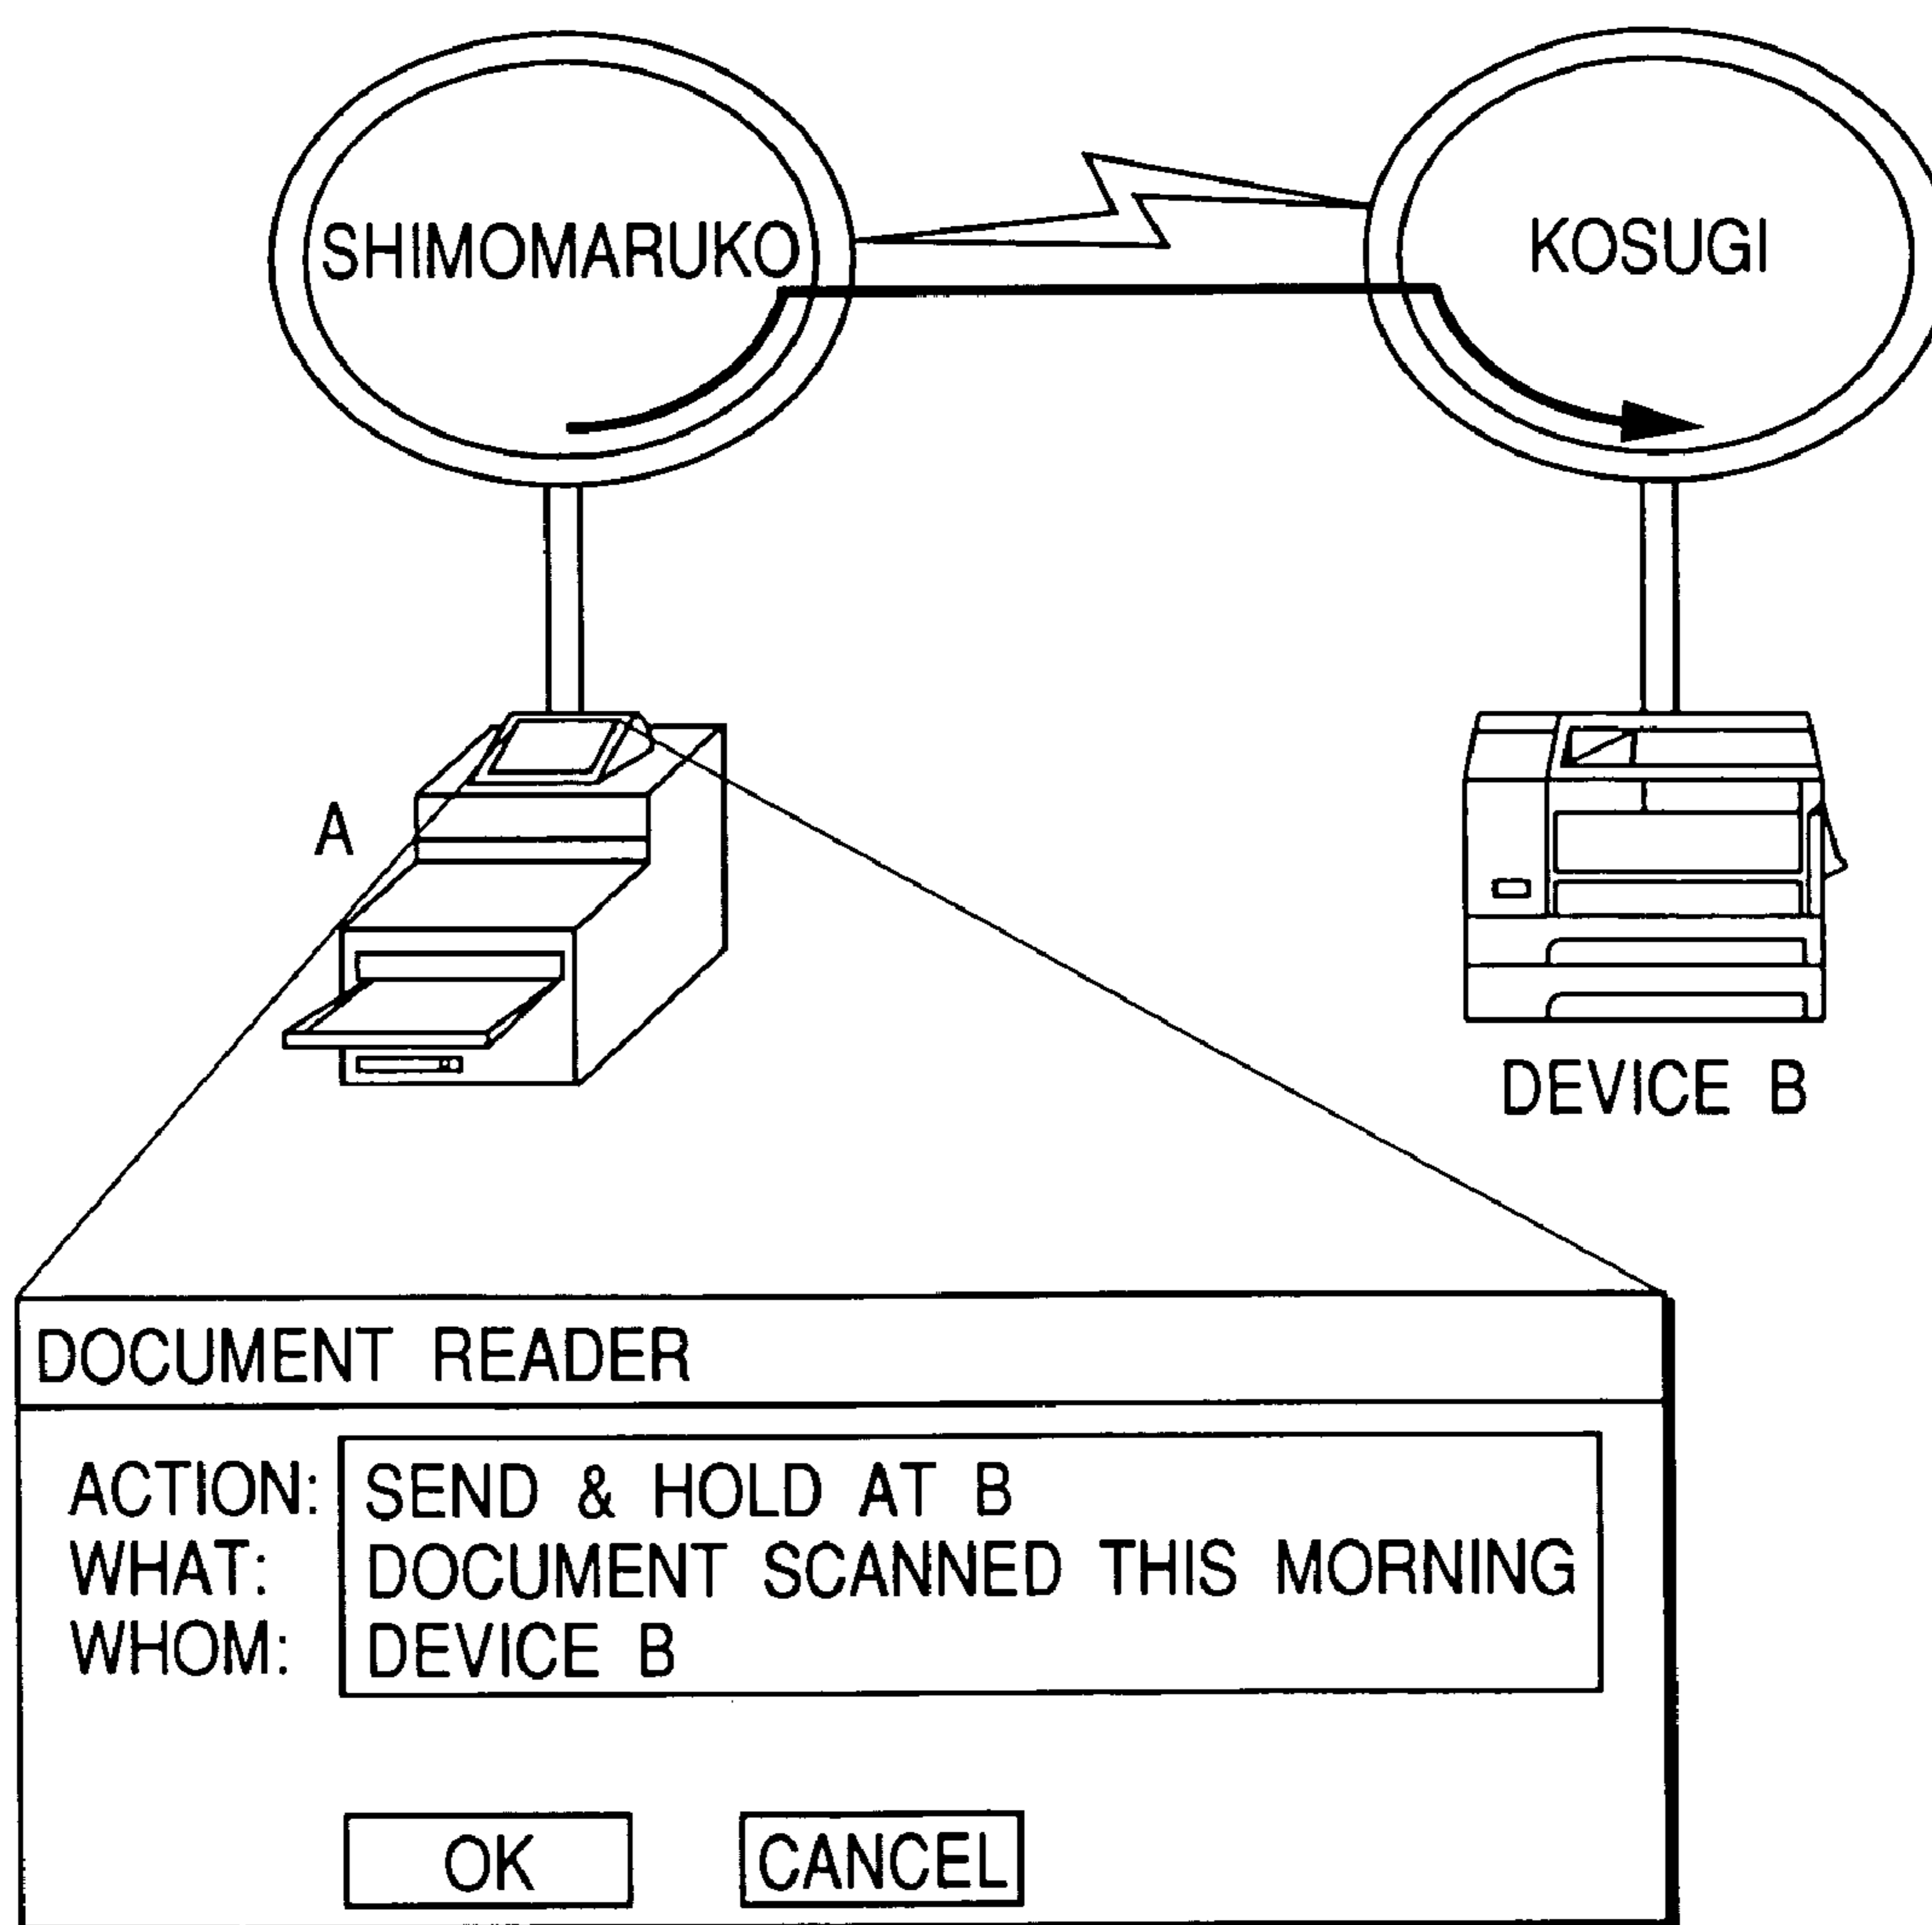 SHIMOMARUKO
KOSUGI
A
DEVICE B
DOCUMENT READER
ACTION: SEND & HOLD AT B
WHAT: DOCUMENT SCANNED THIS MORNING
WHOM: DEVICE B
OK CANCEL